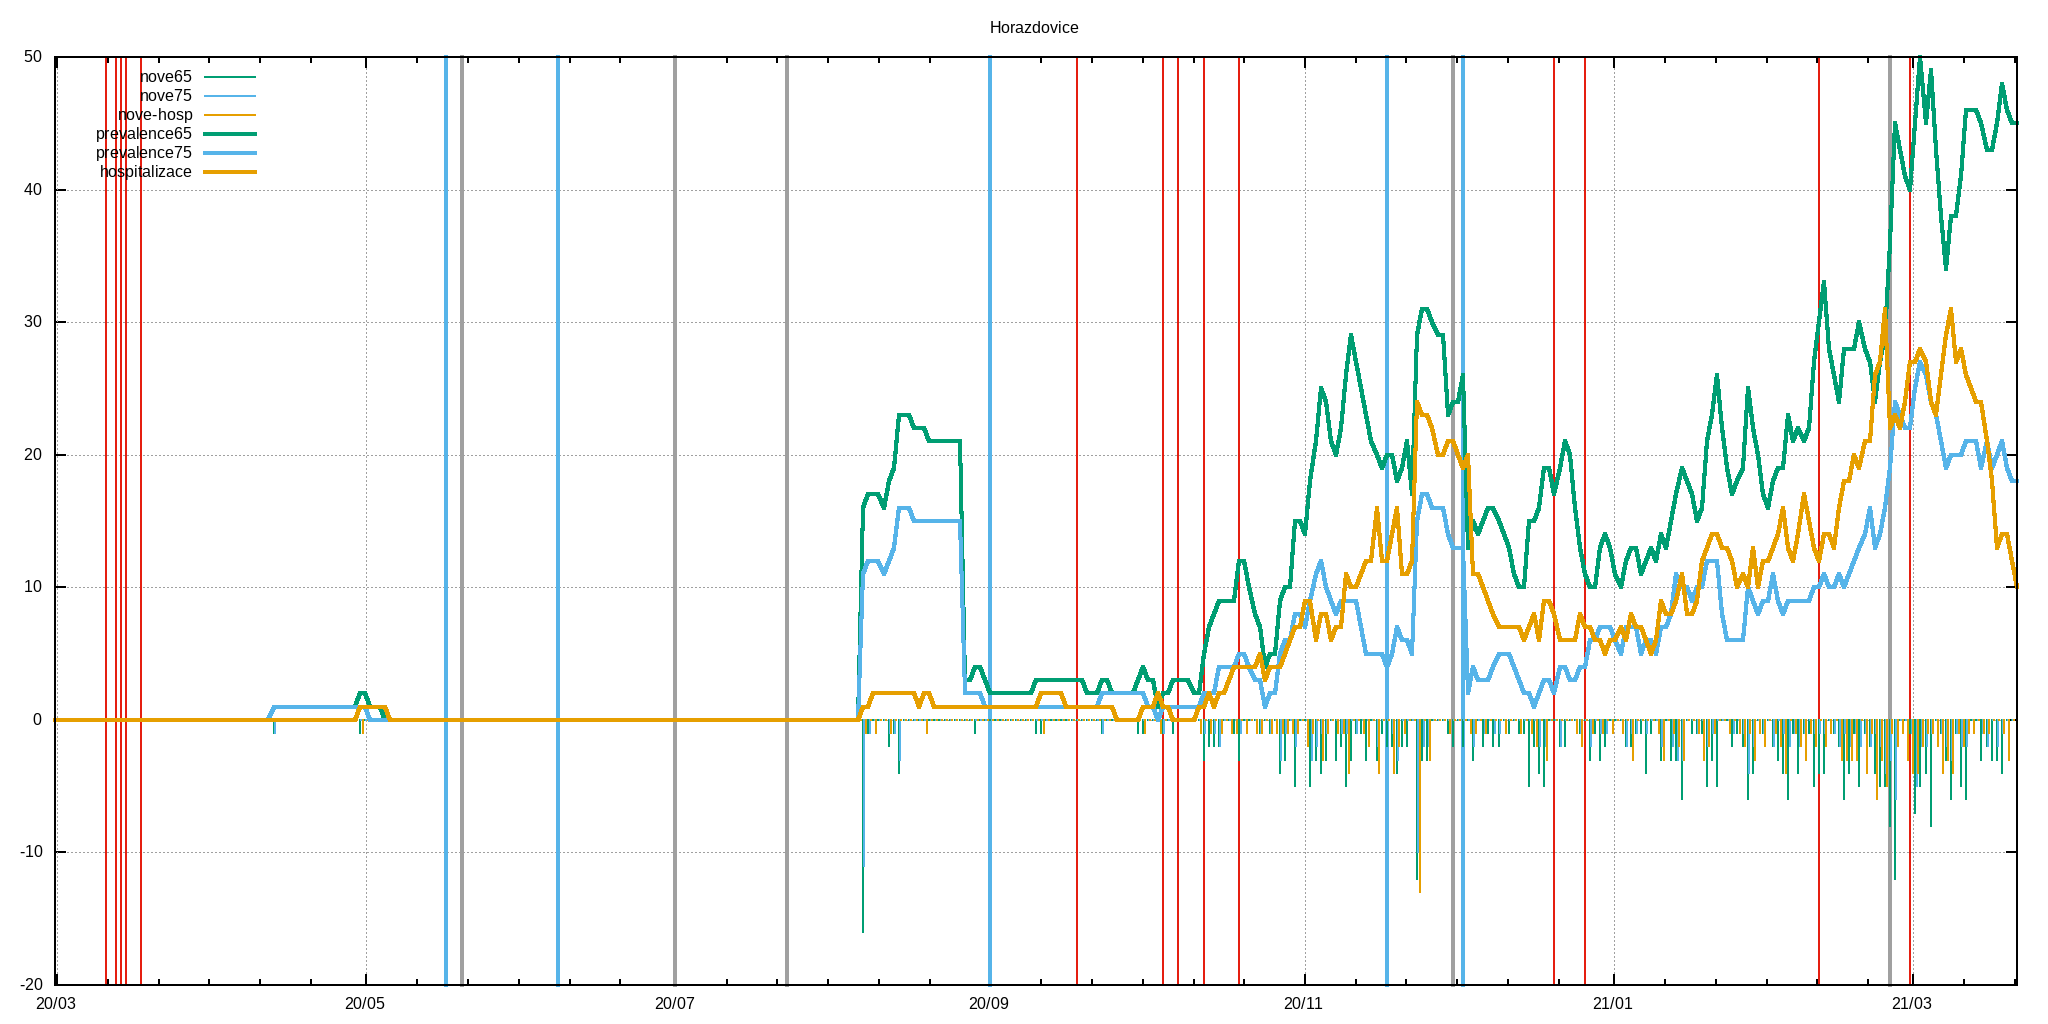 Horazdovice
50
nove65
nove75
nove-hosp
prevalence65
prevalence75
hospitalizace
40
30
20
10
0
-10
-20
20/03 20/05 20/07 20/09 20/11 21/01 21/03